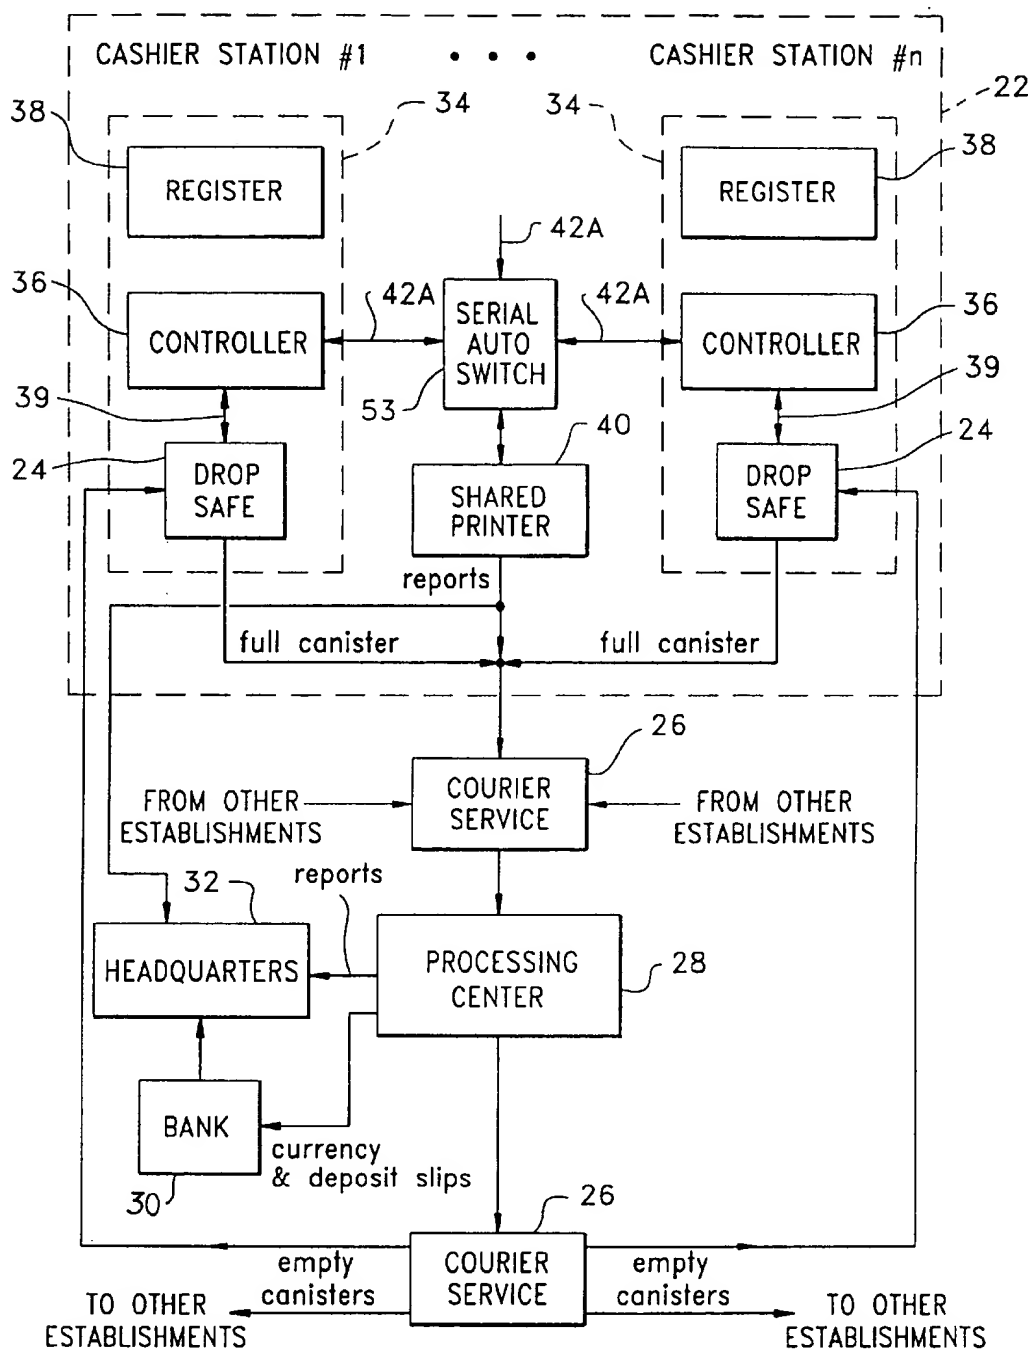 CASHIER STATION #1
• • •
CASHIER STATION #n
22
34
34
38
38
REGISTER
REGISTER
42A
36
42A
42A
36
CONTROLLER
SERIAL
AUTO
SWITCH
CONTROLLER
39
53
39
24
40
24
DROP
SAFE
SHARED
PRINTER
DROP
SAFE
reports
full canister
full canister
26
COURIER
SERVICE
FROM OTHER
ESTABLISHMENTS
FROM OTHER
ESTABLISHMENTS
32
reports
HEADQUARTERS
PROCESSING
CENTER
28
BANK
30
currency
& deposit slips
26
COURIER
SERVICE
empty
canisters
empty
canisters
TO OTHER
ESTABLISHMENTS
TO OTHER
ESTABLISHMENTS